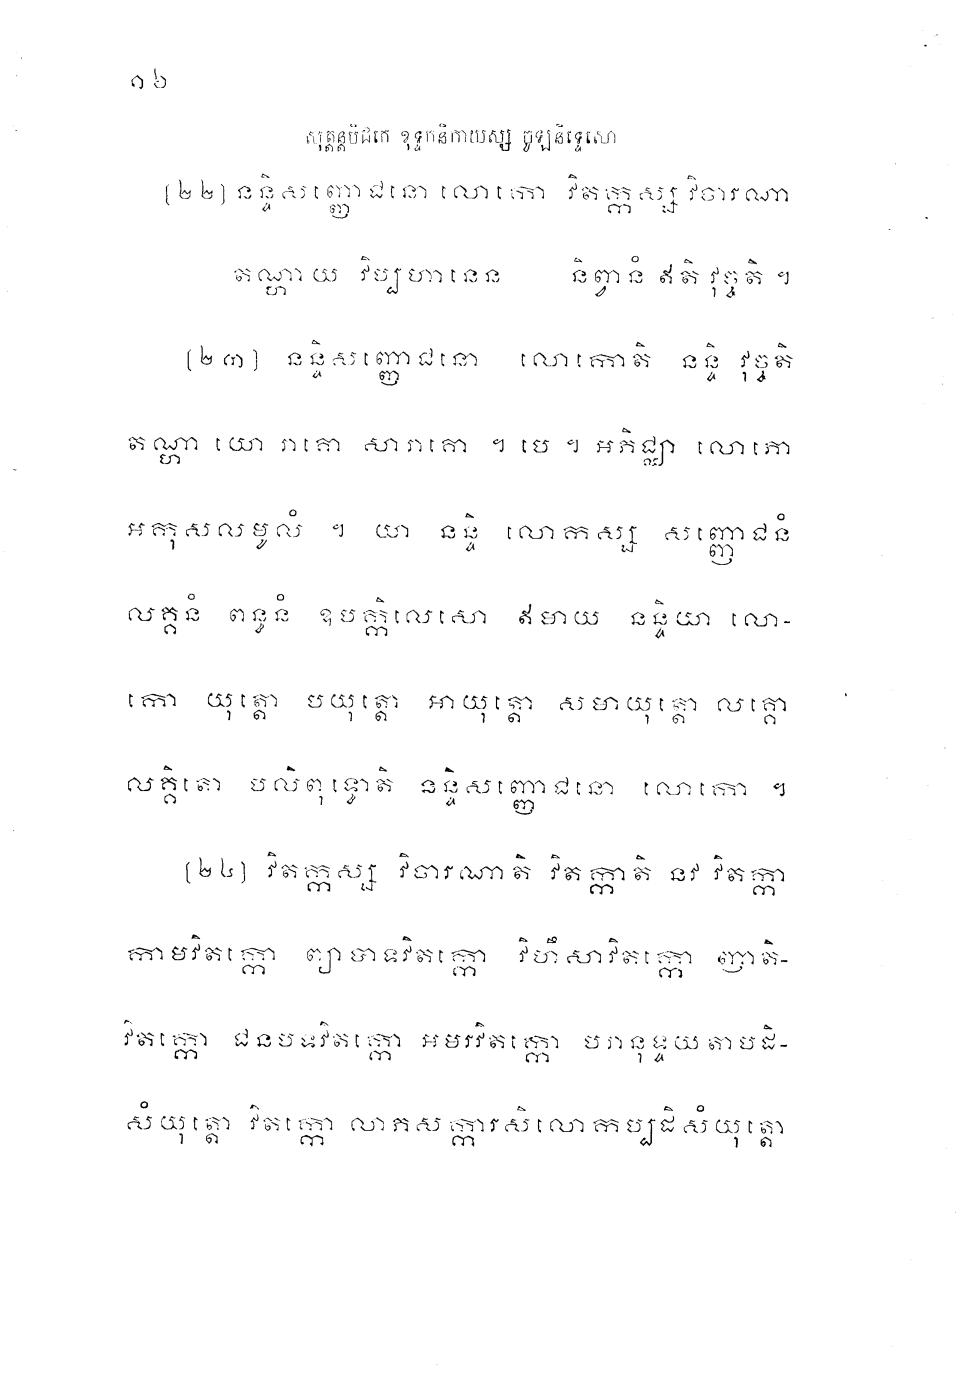 ១៦
សុត្តន្តបិដកេ ខុទ្ទកនិកាយស្ស ចូឡនិទ្ទេសោ
(២២) នន្ទិសញ្ញោជនោ លោកោ វិតក្កស្ស វិចារណា
តណ្ហាយ វិប្បហានេន និព្វានំ ឥតិ វុច្ចតិ ។
(២៣) នន្ទិសញ្ញោជនោ លោកោតិ នន្ទិ វុច្ចតិ
តណ្ហា យោ រាគោ សារាគោ ។ បេ ។ អភិជ្ឈា លោភោ
អកុសលមូលំ ។ យា នន្ទិ លោកស្ស សញ្ញោជនំ
លគ្គនំ ពន្ធនំ ឧបក្កិលេសោ ឥមាយ នន្ទិយា លោ-
កោ យុត្តោ បយុត្តោ អាយុត្តោ សមាយុត្តោ លគ្គោ
លគ្គិតោ បលិពុទ្ធោតិ នន្ទិសញ្ញោជនោ លោកោ ។
(២៤) វិតក្កស្ស វិចារណាតិ វិតក្កាតិ នវ វិតក្កា
កាមវិតក្កោ ព្យាបាទវិតក្កោ វិហឹសាវិតក្កោ ញាតិ-
វិតក្កោ ជនបទវិតក្កោ អមរវិតក្កោ បរានុទ្ទយតាបដិ-
សំយុត្តោ វិតក្កោ លាភសក្ការសិលោកប្បដិសំយុត្តោ